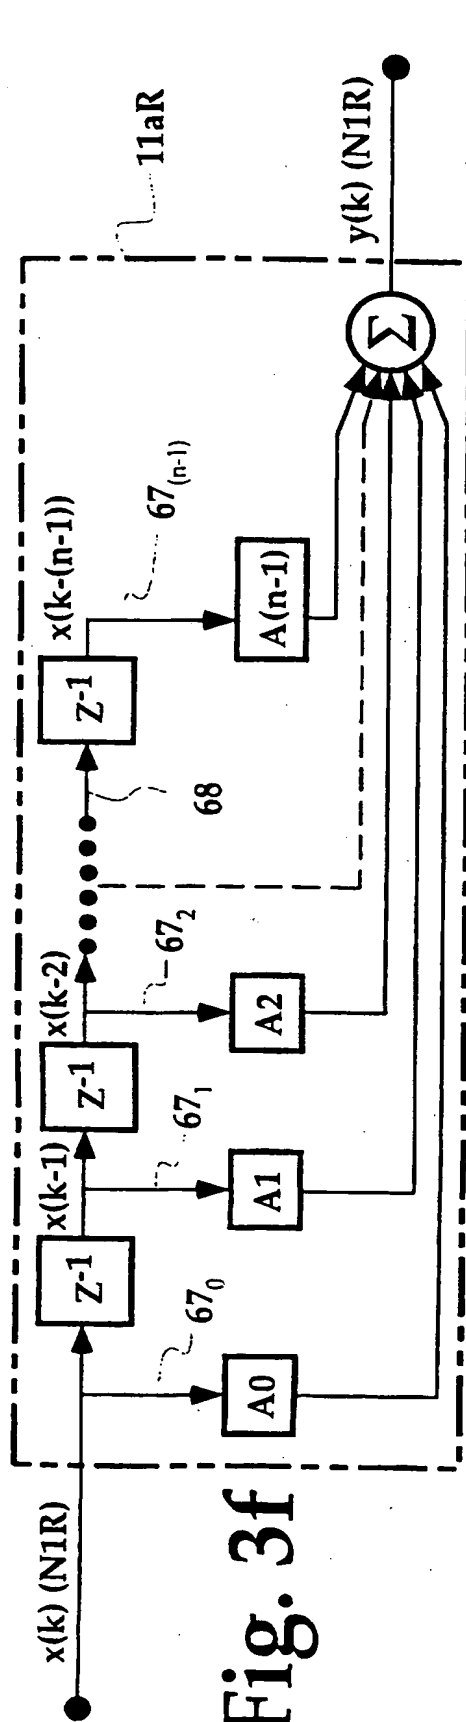 11aR
x(k) (N1R)
Z-1
x(k-1)
Z-1
x(k-2)
68
Z-1
x(k-(n-1))
67₀
67₁
67₂
67₍ₙ₋₁₎
A0
A1
A2
A(n-1)
Σ
y(k) (N1R)
Fig. 3f